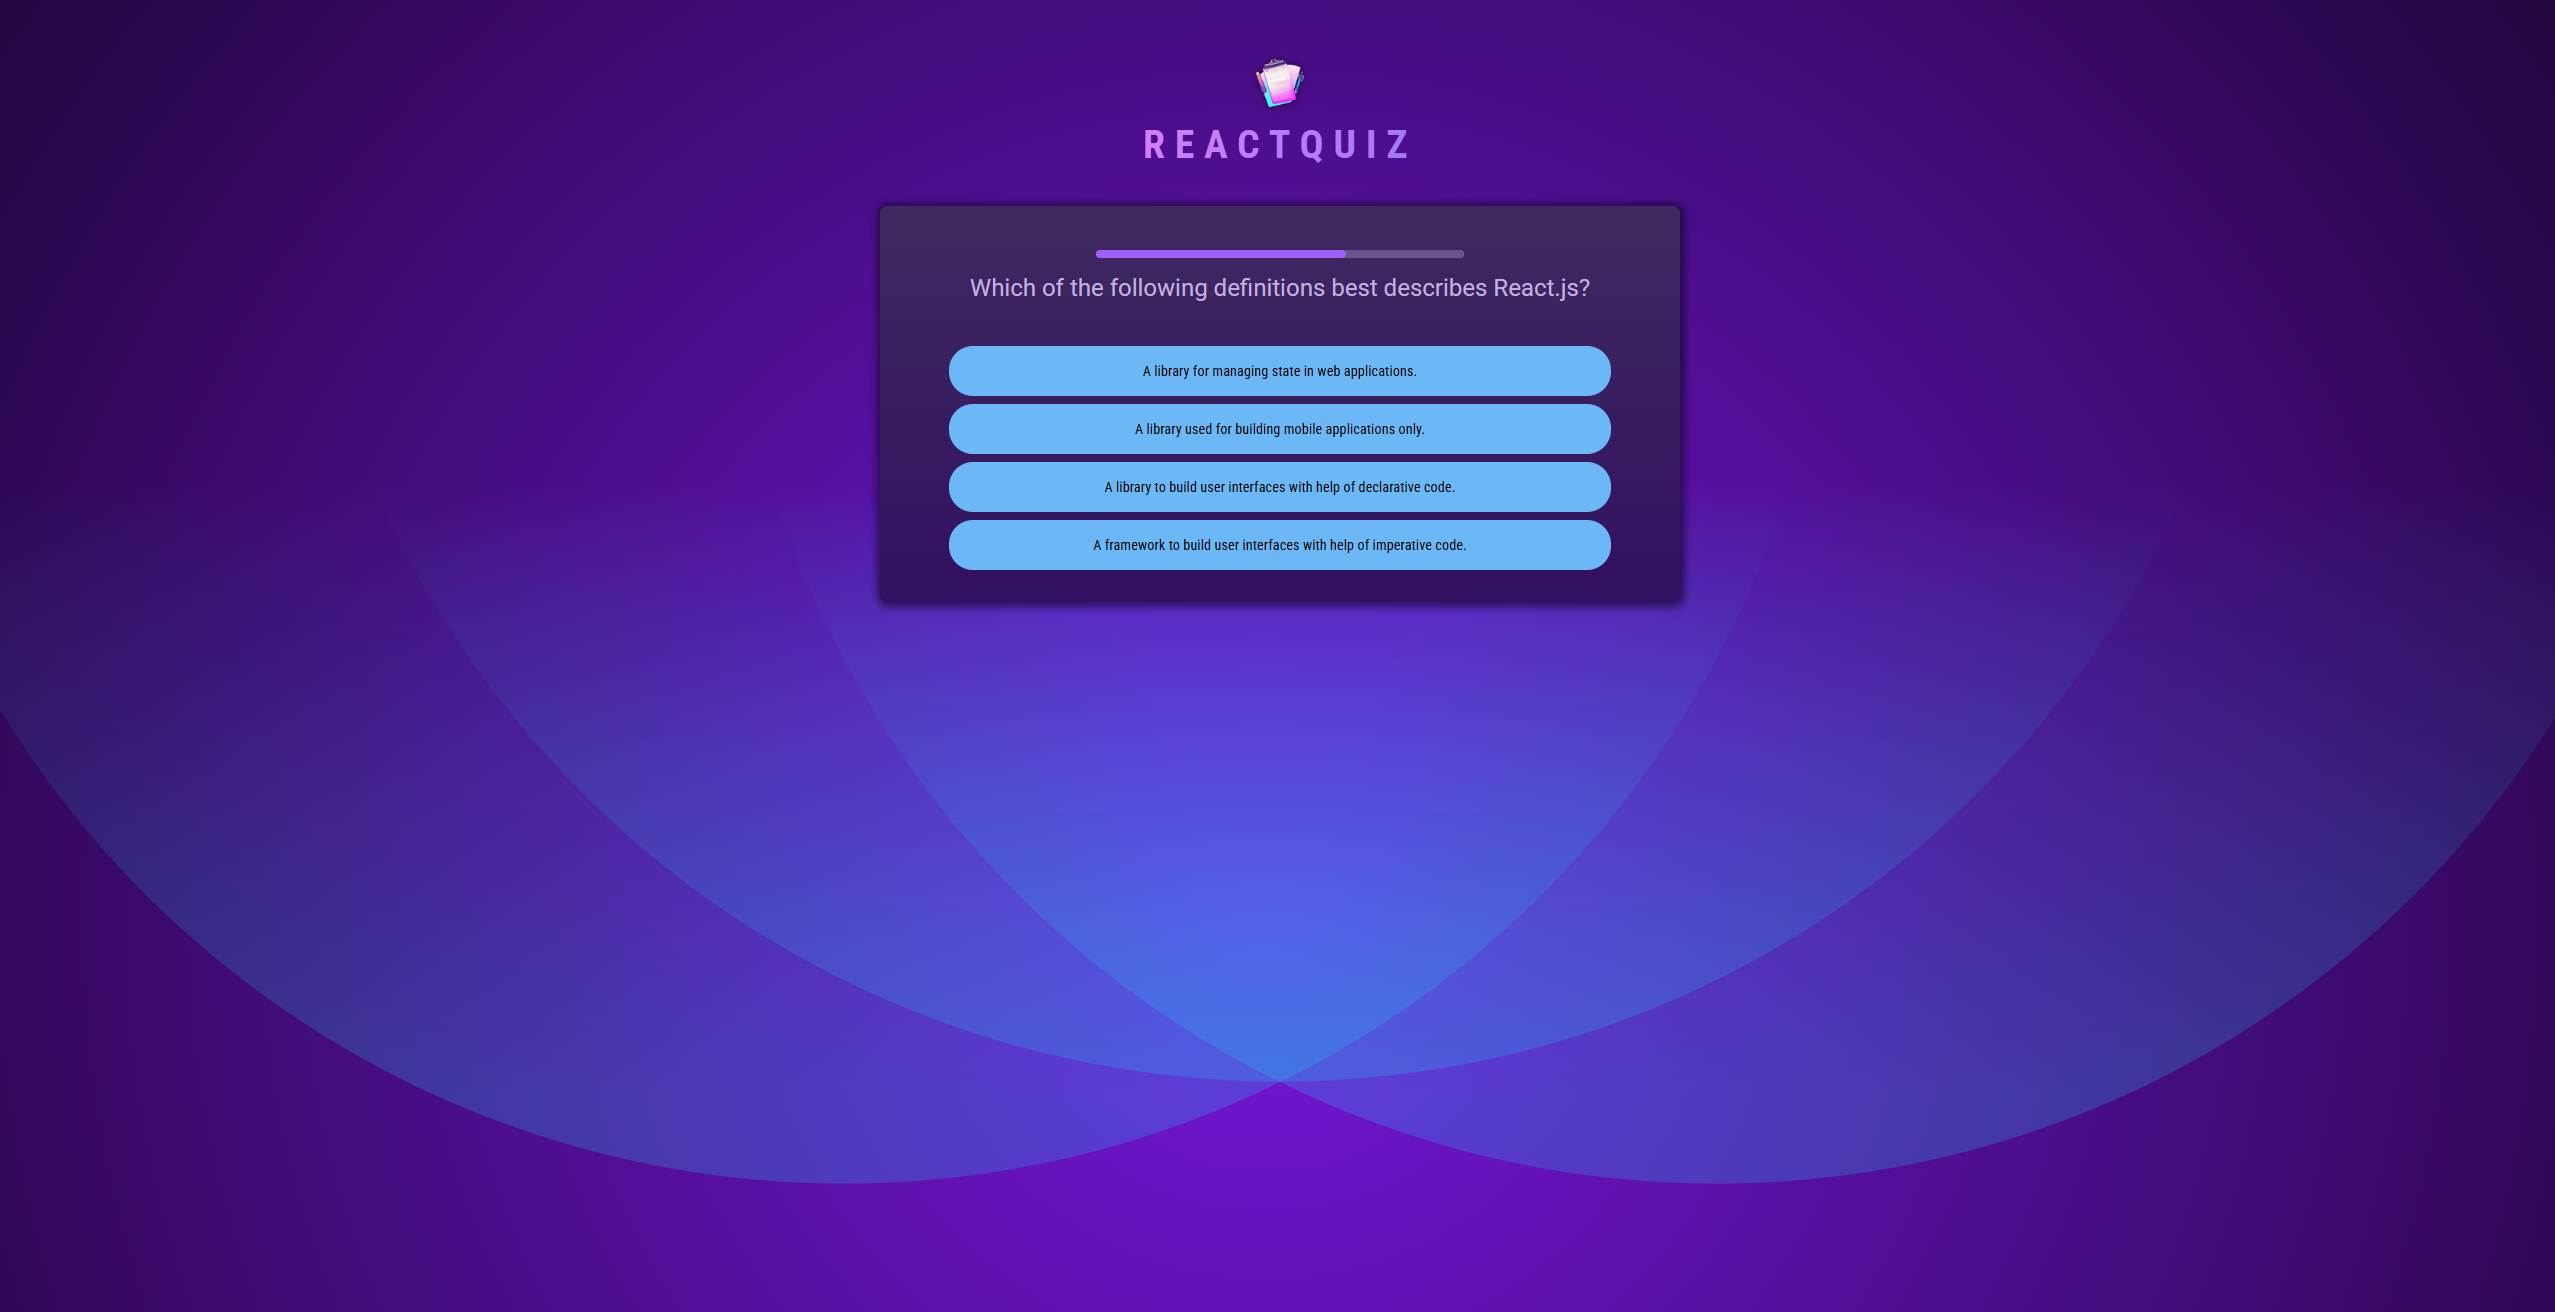 REACTQUIZ
Which of the following definitions best describes React.js?
A library for managing state in web applications.
A library used for building mobile applications only.
A library to build user interfaces with help of declarative code.
A framework to build user interfaces with help of imperative code.